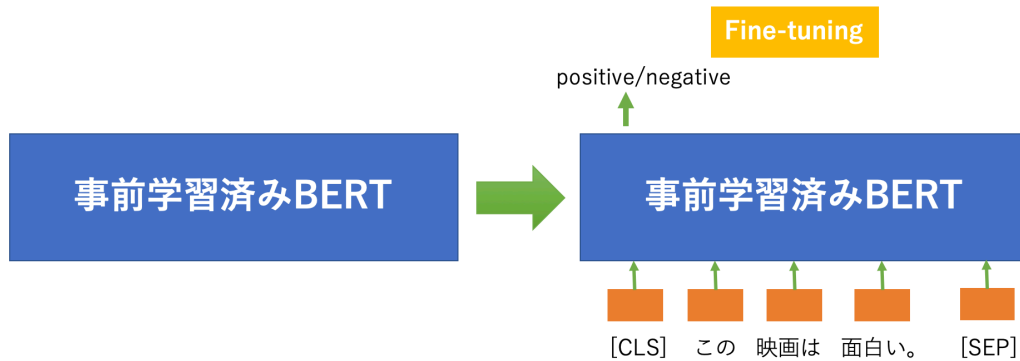 Fine-tuning
positive/negative
事前学習済みBERT
事前学習済みBERT
[CLS] この 映画は 面白い。 [SEP]